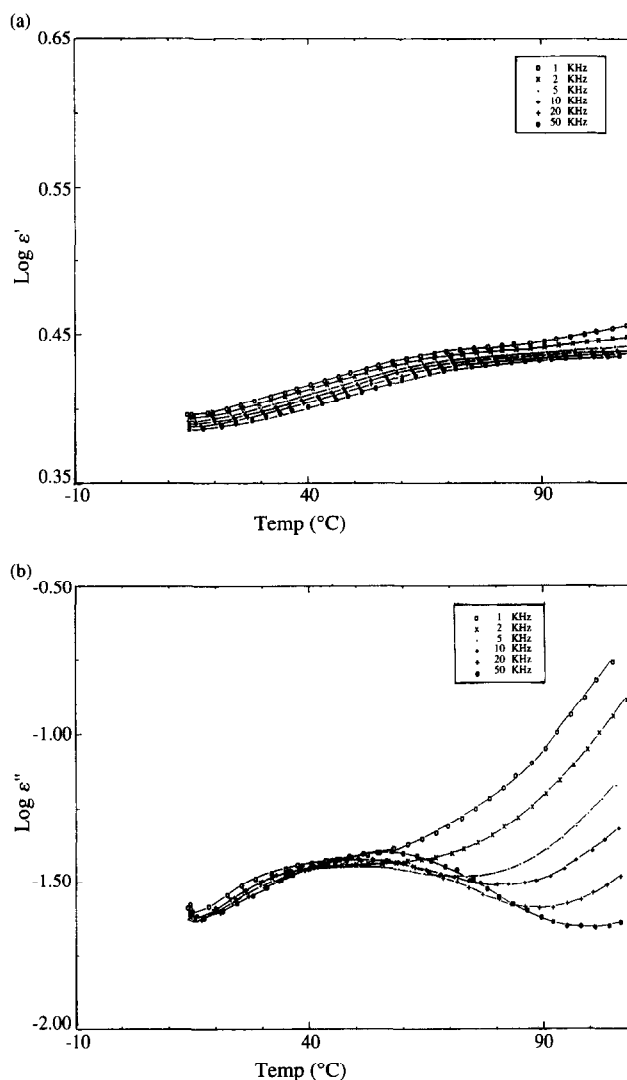 (a)
0.65
1 KHz
2 KHz
5 KHz
10 KHz
20 KHz
50 KHz
0.55
Log ε'
0.45
0.35
-10
40
90
Temp (°C)
(b)
-0.50
1 KHz
2 KHz
5 KHz
10 KHz
20 KHz
50 KHz
-1.00
Log ε"
-1.50
-2.00
-10
40
90
Temp (°C)